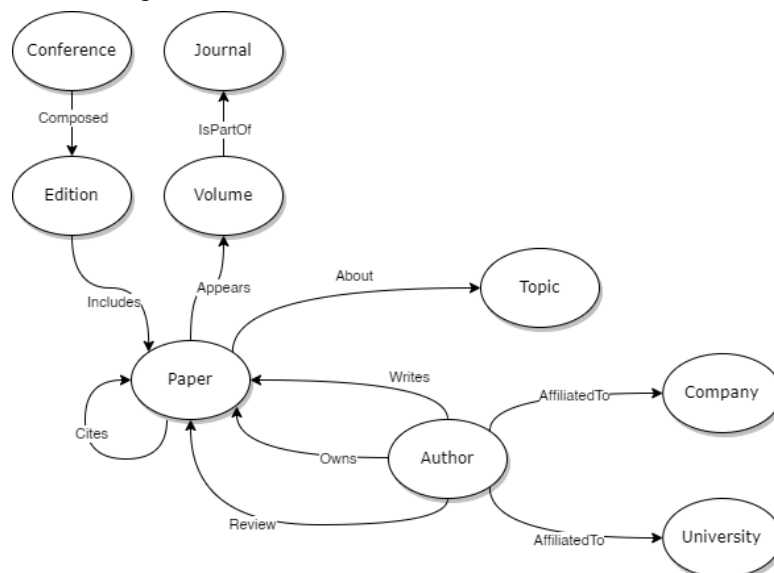 Conference
Journal
Composed
IsPartOf
Edition
Volume
Includes
Appears
About
Topic
Paper
Writes
AffiliatedTo
Company
Cites
Owns
Author
Review
AffiliatedTo
University